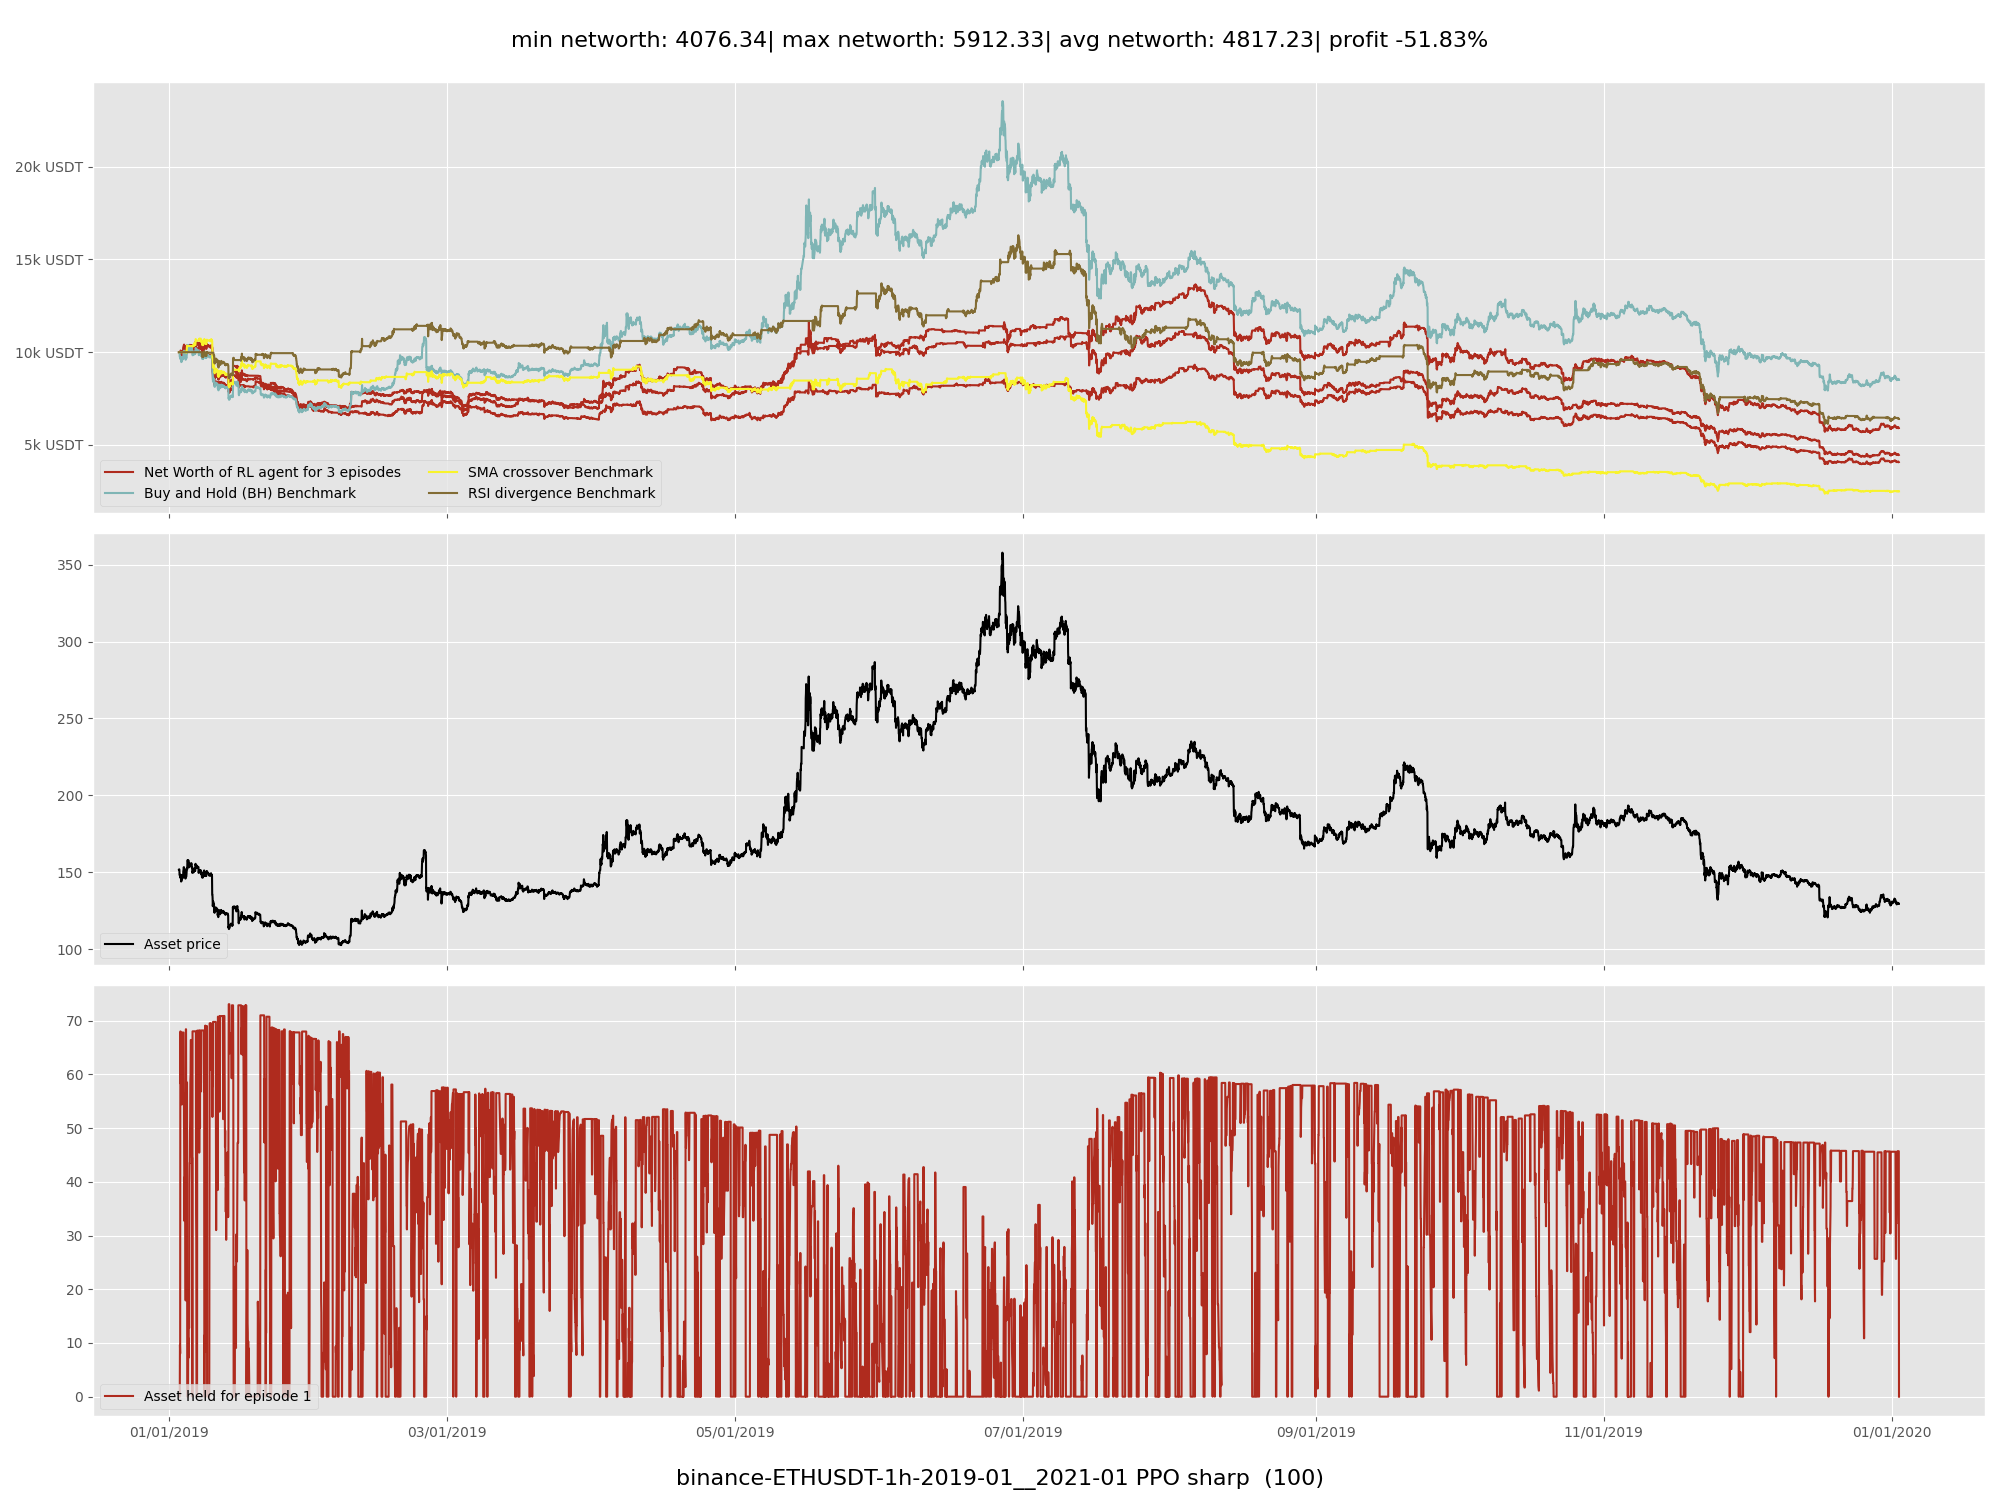 min networth: 4076.34| max networth: 5912.33| avg networth: 4817.23| profit -51.83%
20k USDT
15k USDT
10k USDT
5k USDT
Net Worth of RL agent for 3 episodes
Buy and Hold (BH) Benchmark
SMA crossover Benchmark
RSI divergence Benchmark
350
300
250
200
150
100
Asset price
70
60
50
40
30
20
10
0
Asset held for episode 1
01/01/2019 03/01/2019 05/01/2019 07/01/2019 09/01/2019 11/01/2019 01/01/2020
binance-ETHUSDT-1h-2019-01__2021-01 PPO sharp (100)